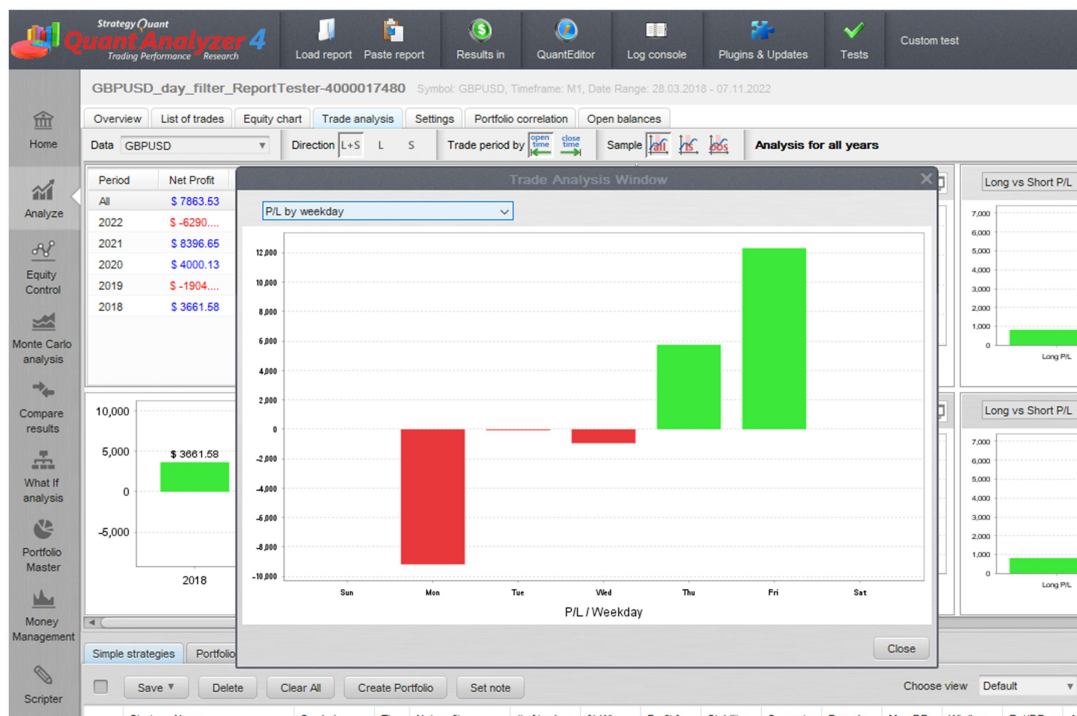 StrategyQuant
QuantAnalyzer 4
Trading Performance Research
Load report
Paste report
Results in
QuantEditor
Log console
Plugins & Updates
Tests
Custom test
GBPUSD_day_filter_ReportTester-4000017480 Symbol: GBPUSD, Timeframe: M1, Date Range: 28.03.2018 - 07.11.2022
Overview List of trades Equity chart Trade analysis Settings Portfolio correlation Open balances
Data GBPUSD Direction L+S L S Trade period by open time close time Sample all is oos Analysis for all years
Home
Analyze
Equity
Control
Monte Carlo
analysis
Compare
results
What If
analysis
Portfolio
Master
Money
Management
Scripter
Period Net Profit
All $ 7863.53
2022 $ -6290....
2021 $ 8396.65
2020 $ 4000.13
2019 $ -1904....
2018 $ 3661.58
10,000
5,000
0
-5,000
$ 3661.58
2018
Trade Analysis Window
P/L by weekday
12,000
10,000
8,000
6,000
4,000
2,000
0
-2,000
-4,000
-6,000
-8,000
-10,000
Sun Mon Tue Wed Thu Fri Sat
P/L / Weekday
Close
Long vs Short P/L
7,000
6,000
5,000
4,000
3,000
2,000
1,000
0
Long P/L
Long vs Short P/L
7,000
6,000
5,000
4,000
3,000
2,000
1,000
0
Long P/L
Simple strategies Portfolio
Save Delete Clear All Create Portfolio Set note Choose view Default